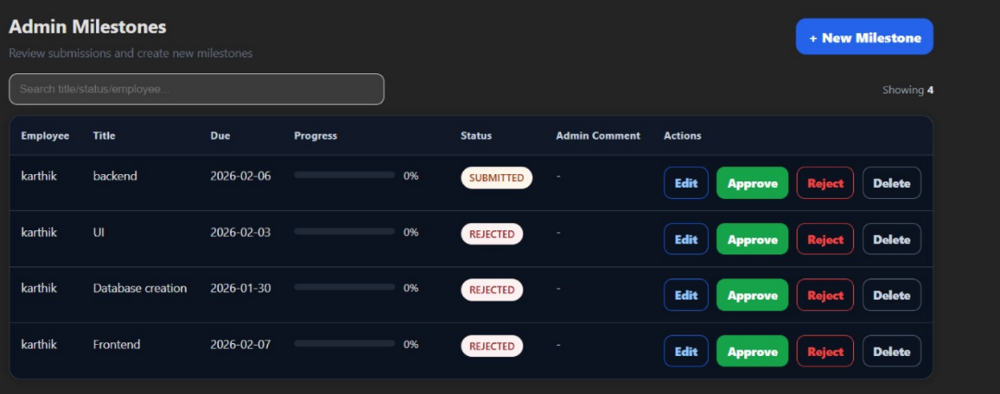 Admin Milestones
+ New Milestone
Review submissions and create new milestones
Search title/status/employee...
Showing 4
Employee Title Due Progress Status Admin Comment Actions
karthik backend 2026-02-06 0% SUBMITTED - Edit Approve Reject Delete
karthik UI 2026-02-03 0% REJECTED - Edit Approve Reject Delete
karthik Database creation 2026-01-30 0% REJECTED - Edit Approve Reject Delete
karthik Frontend 2026-02-07 0% REJECTED - Edit Approve Reject Delete